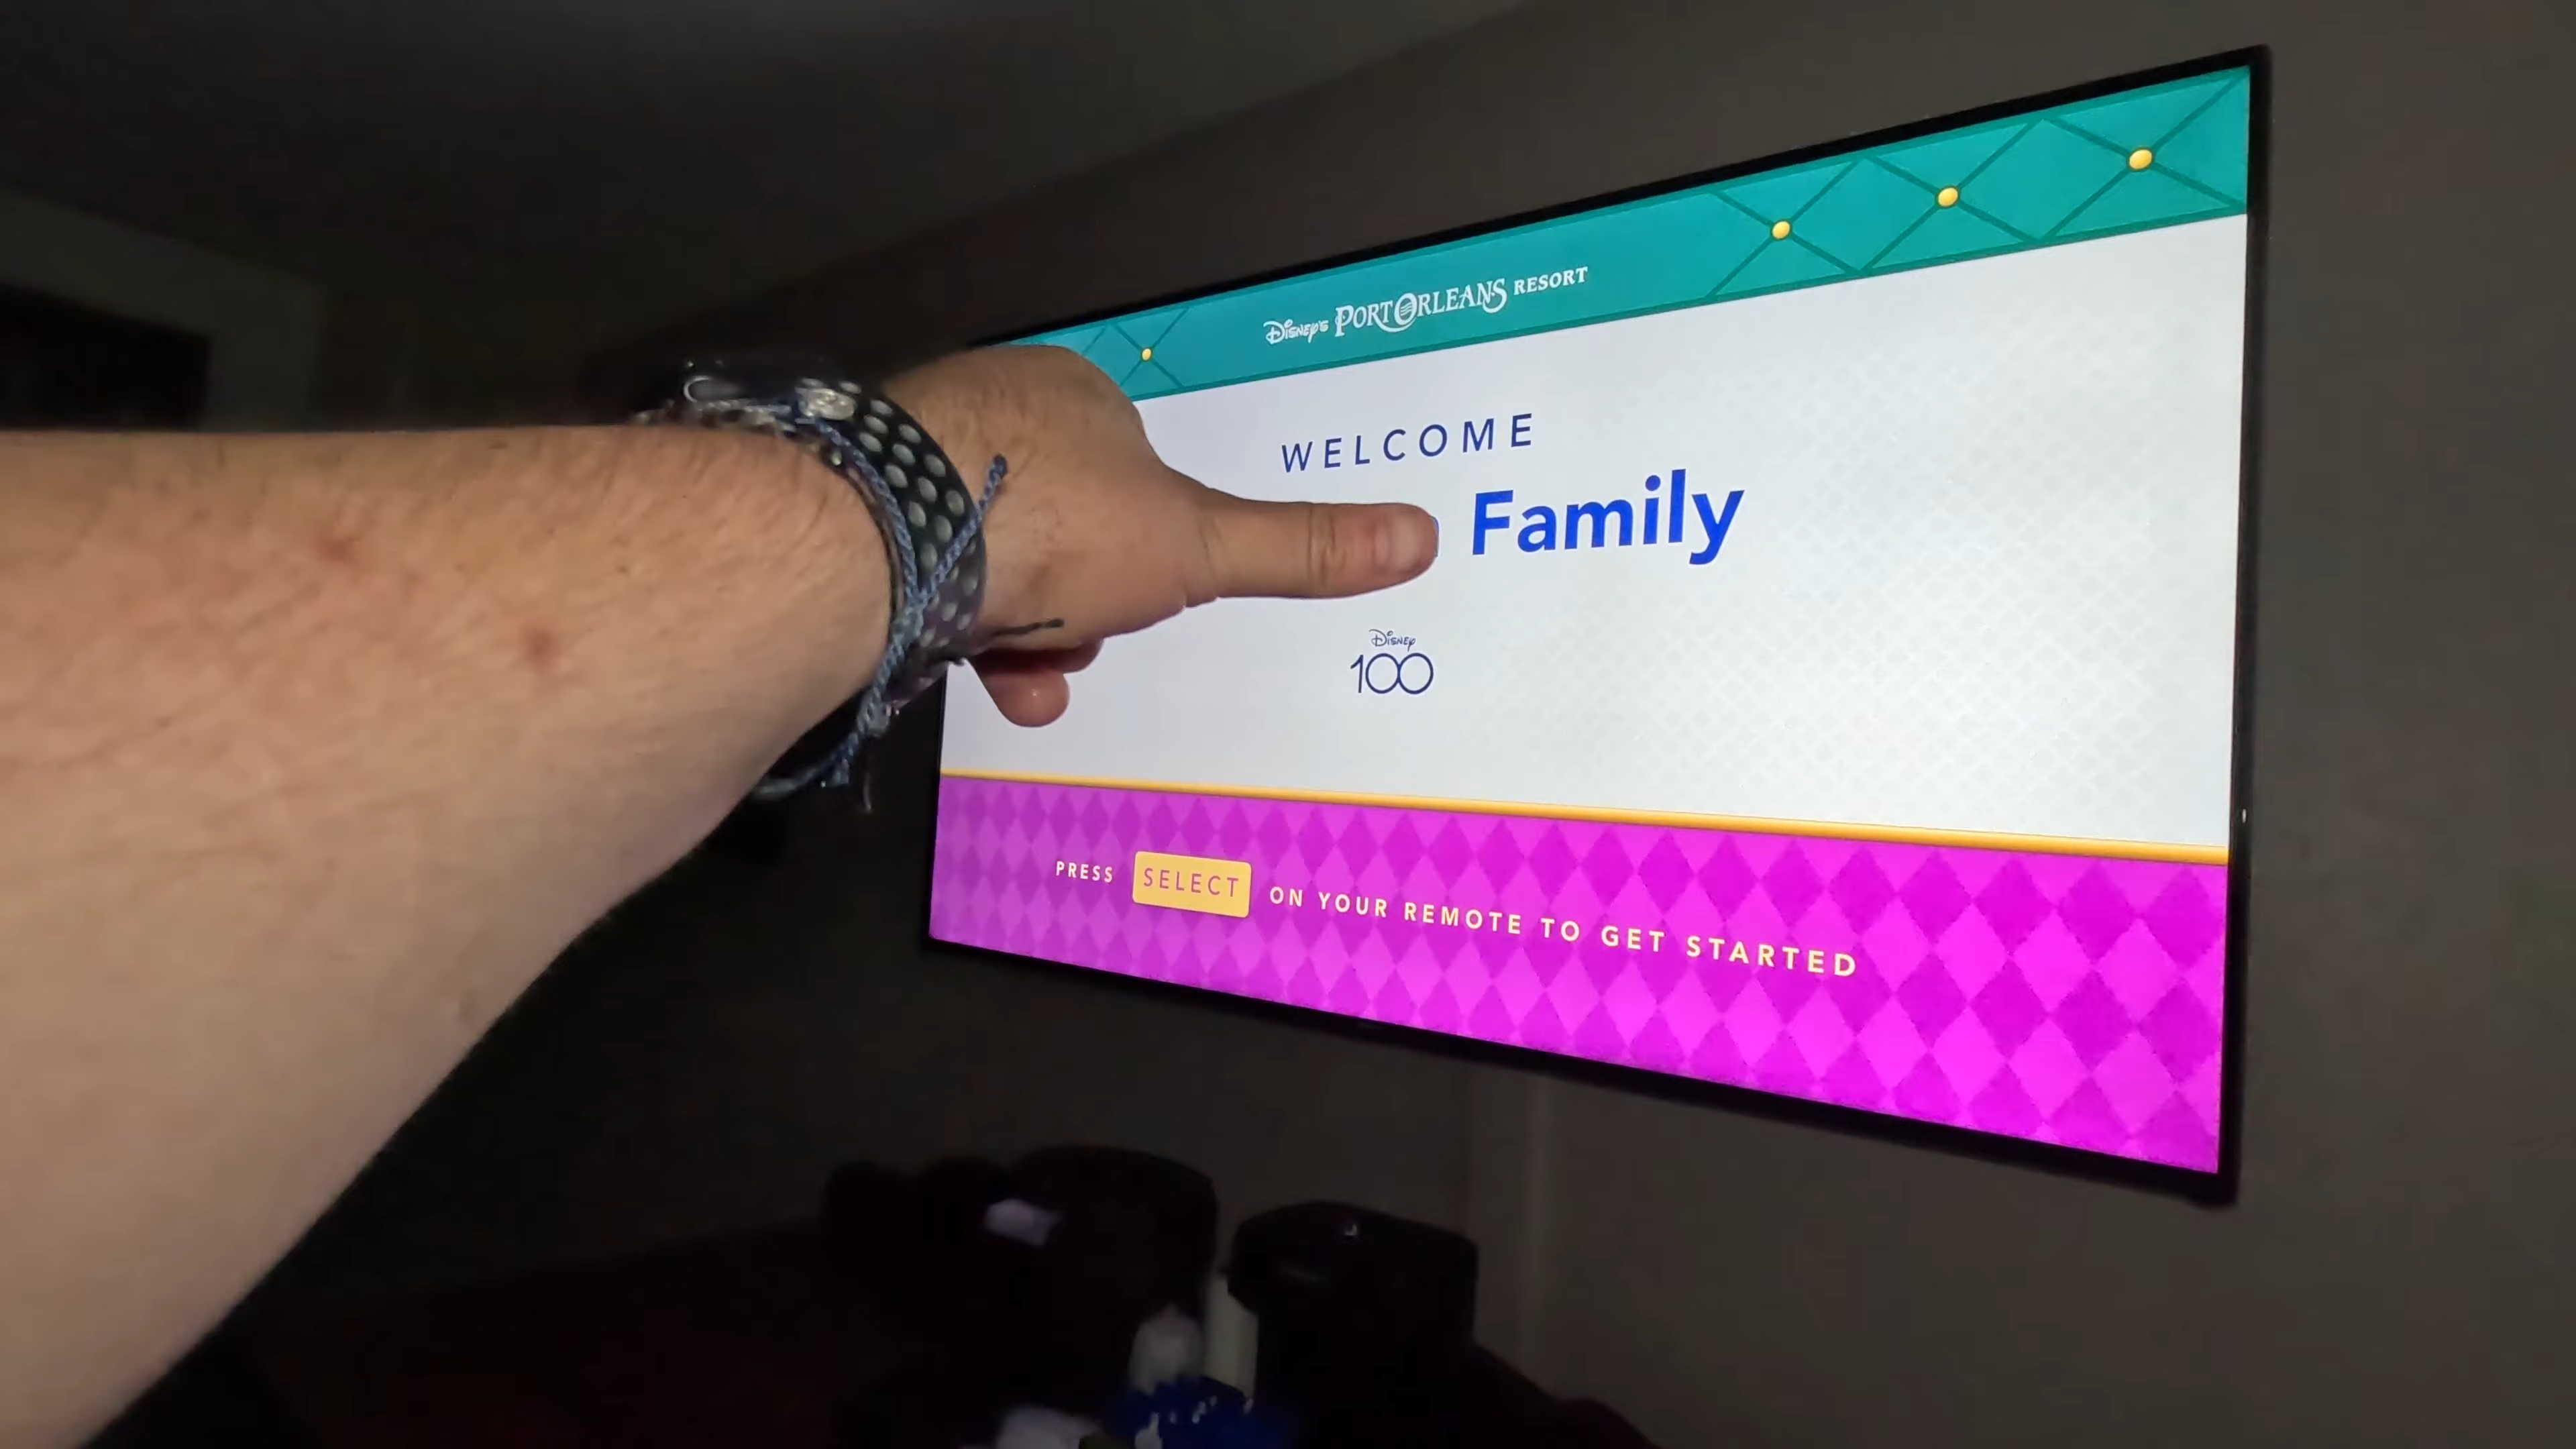 Disney's PORT ORLEANS RESORT
WELCOME
Family
Disney
100
PRESS SELECT ON YOUR REMOTE TO GET STARTED